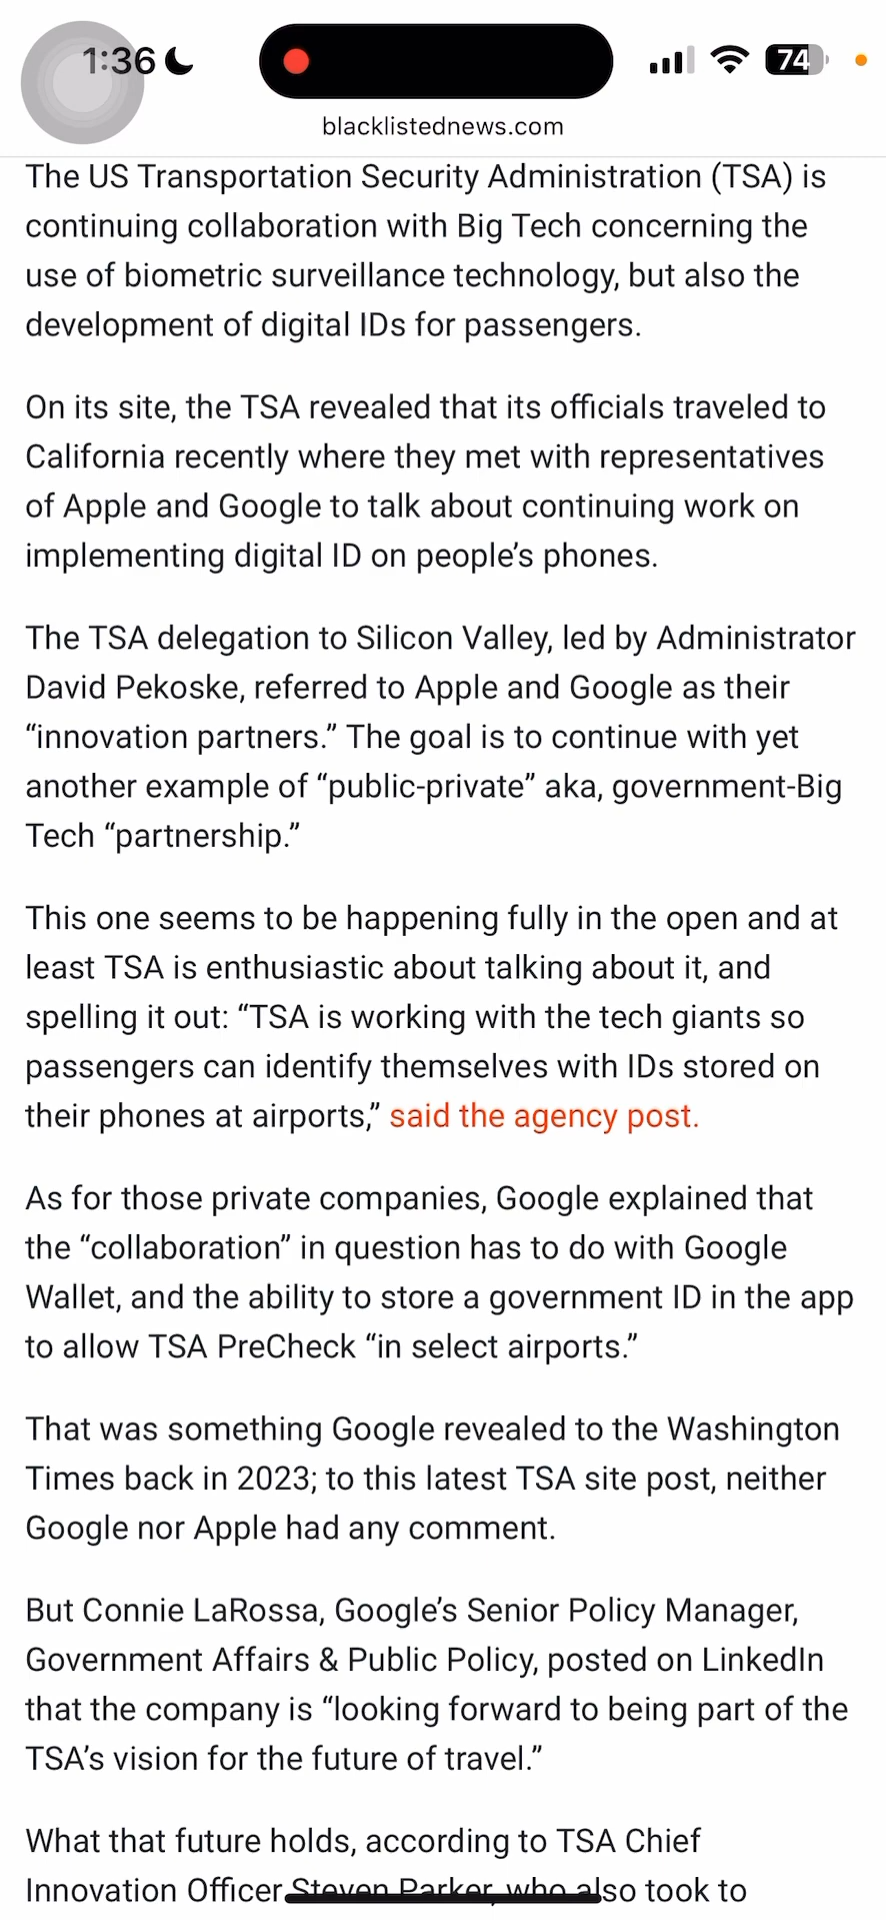 1:36
74
blacklistednews.com
The US Transportation Security Administration (TSA) is
continuing collaboration with Big Tech concerning the
use of biometric surveillance technology, but also the
development of digital IDs for passengers.
On its site, the TSA revealed that its officials traveled to
California recently where they met with representatives
of Apple and Google to talk about continuing work on
implementing digital ID on people’s phones.
The TSA delegation to Silicon Valley, led by Administrator
David Pekoske, referred to Apple and Google as their
“innovation partners.” The goal is to continue with yet
another example of “public-private” aka, government-Big
Tech “partnership.”
This one seems to be happening fully in the open and at
least TSA is enthusiastic about talking about it, and
spelling it out: “TSA is working with the tech giants so
passengers can identify themselves with IDs stored on
their phones at airports,” said the agency post.
As for those private companies, Google explained that
the “collaboration” in question has to do with Google
Wallet, and the ability to store a government ID in the app
to allow TSA PreCheck “in select airports.”
That was something Google revealed to the Washington
Times back in 2023; to this latest TSA site post, neither
Google nor Apple had any comment.
But Connie LaRossa, Google’s Senior Policy Manager,
Government Affairs & Public Policy, posted on LinkedIn
that the company is “looking forward to being part of the
TSA’s vision for the future of travel.”
What that future holds, according to TSA Chief
Innovation Officer Steven Parker, who also took to